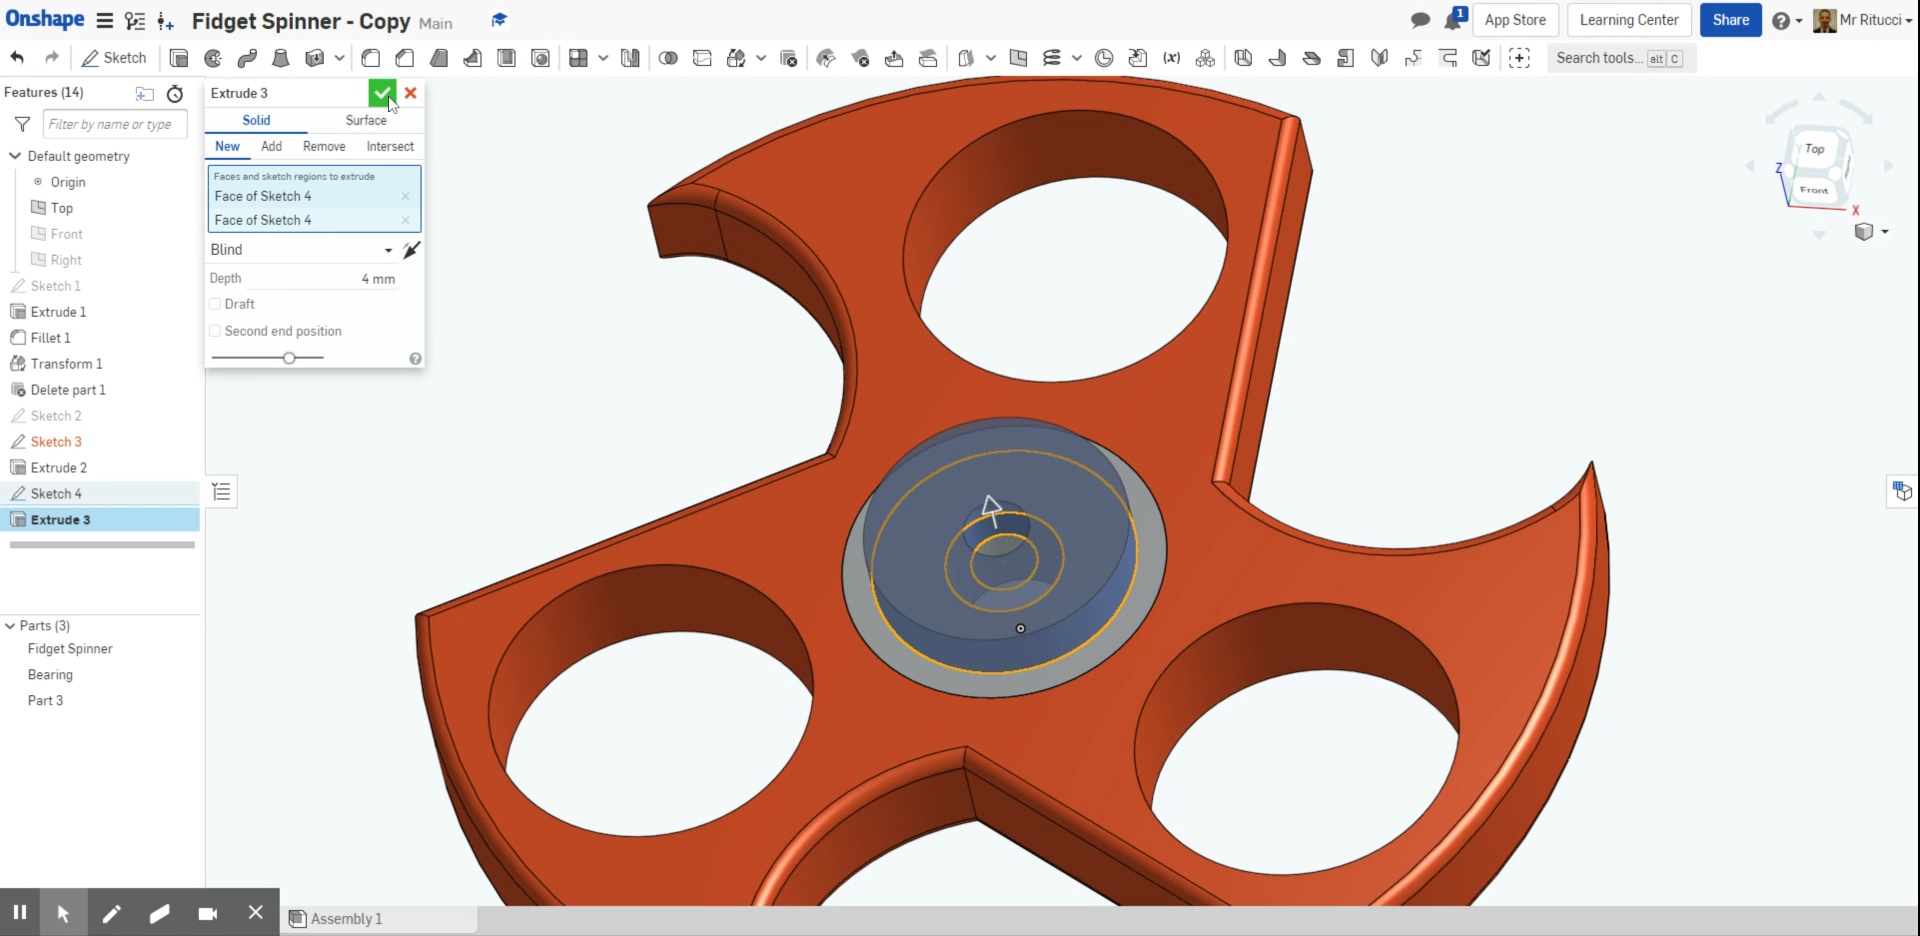 Onshape
Fidget Spinner - Copy Main
1
App Store
Learning Center
Share
Mr Ritucci
Sketch
Search tools... alt C
Features (14)
Filter by name or type
Default geometry
Origin
Top
Front
Right
Sketch 1
Extrude 1
Fillet 1
Transform 1
Delete part 1
Sketch 2
Sketch 3
Extrude 2
Sketch 4
Extrude 3
Parts (3)
Fidget Spinner
Bearing
Part 3
Extrude 3
Solid Surface
New Add Remove Intersect
Faces and sketch regions to extrude
Face of Sketch 4
Face of Sketch 4
Blind
Depth 4 mm
Draft
Second end position
Top
Front
Z
Y
X
Assembly 1